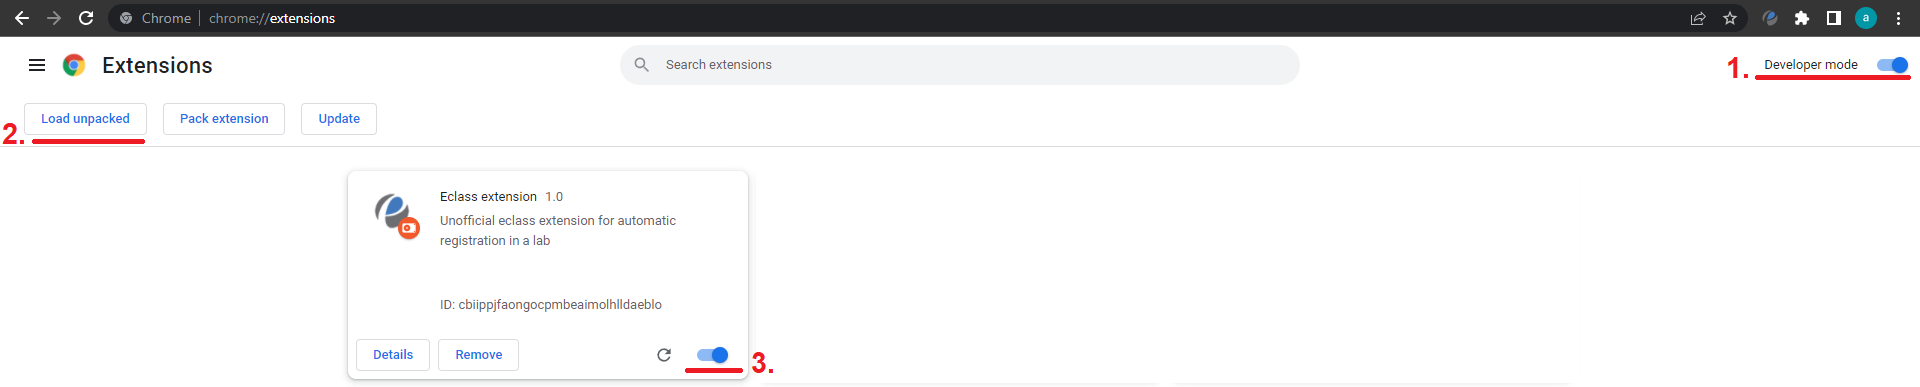 Chrome | chrome://extensions
a
Extensions
Search extensions
1. Developer mode
2. Load unpacked
Pack extension
Update
Eclass extension 1.0
Unofficial eclass extension for automatic
registration in a lab
ID: cbiippjfaongocpmbeaimolhlldaeblo
Details
Remove
3.